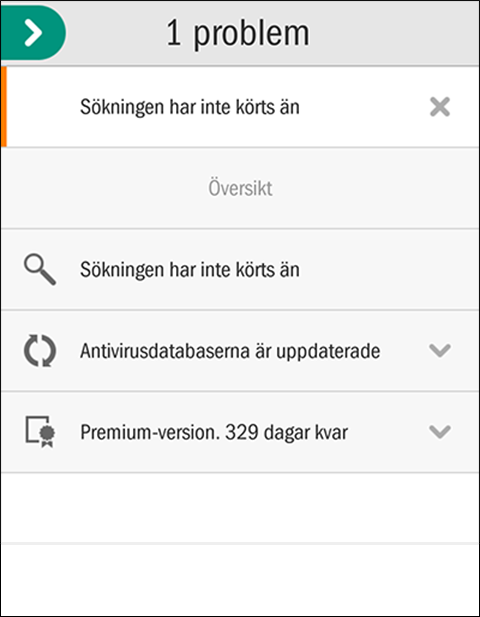 1 problem
Sökningen har inte körts än
Översikt
Sökningen har inte körts än
Antivirusdatabaserna är uppdaterade
Premium-version. 329 dagar kvar